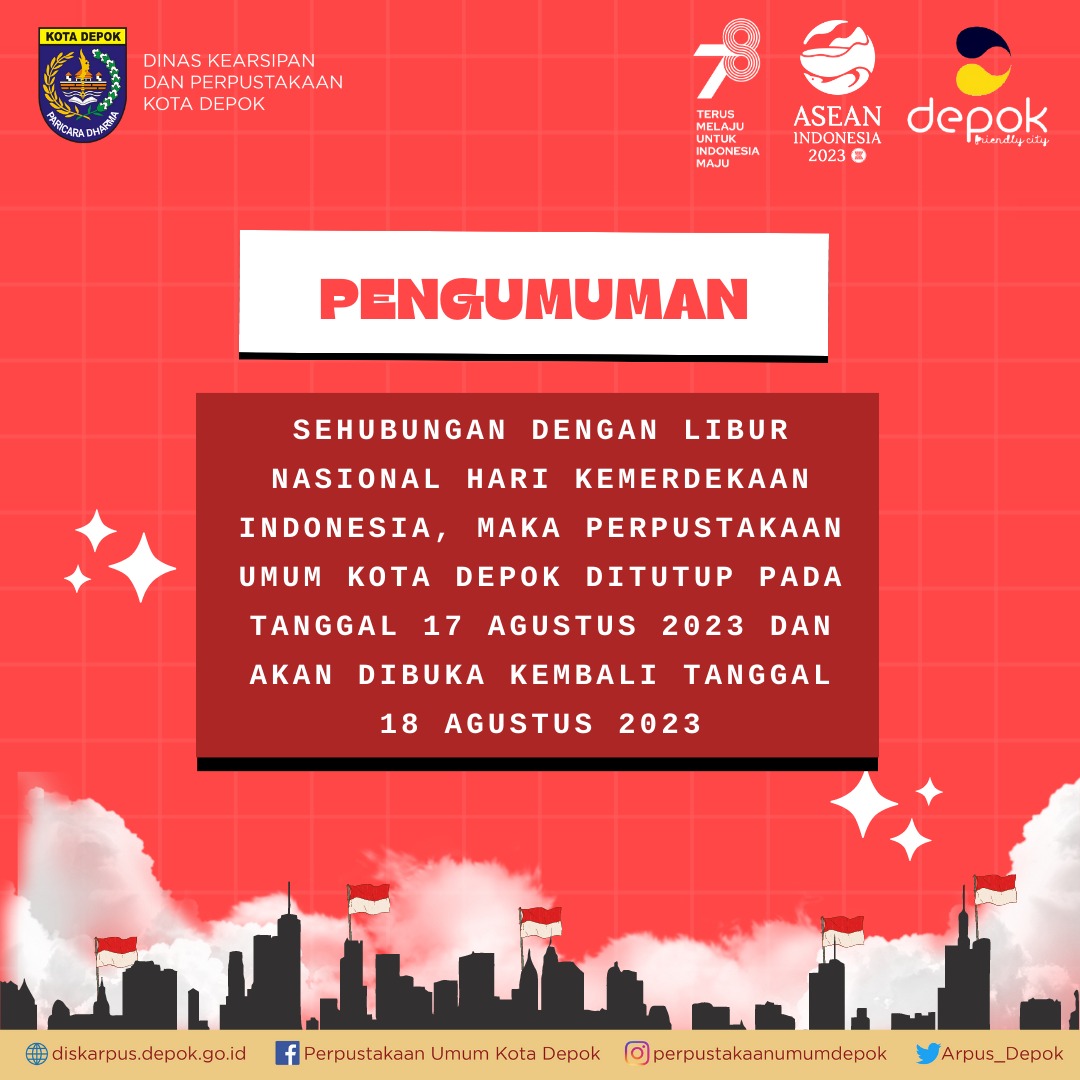 KOTA DEPOK
PARICARA DHARMA
DINAS KEARSIPAN
DAN PERPUSTAKAAN
KOTA DEPOK
78
TERUS
MELAJU
UNTUK
INDONESIA
MAJU
ASEAN
INDONESIA
2023
depok
friendly city
PENGUMUMAN
SEHUBUNGAN DENGAN LIBUR
NASIONAL HARI KEMERDEKAAN
INDONESIA, MAKA PERPUSTAKAAN
UMUM KOTA DEPOK DITUTUP PADA
TANGGAL 17 AGUSTUS 2023 DAN
AKAN DIBUKA KEMBALI TANGGAL
18 AGUSTUS 2023
diskarpus.depok.go.id
Perpustakaan Umum Kota Depok
perpustakaanumumdepok
Arpus_Depok